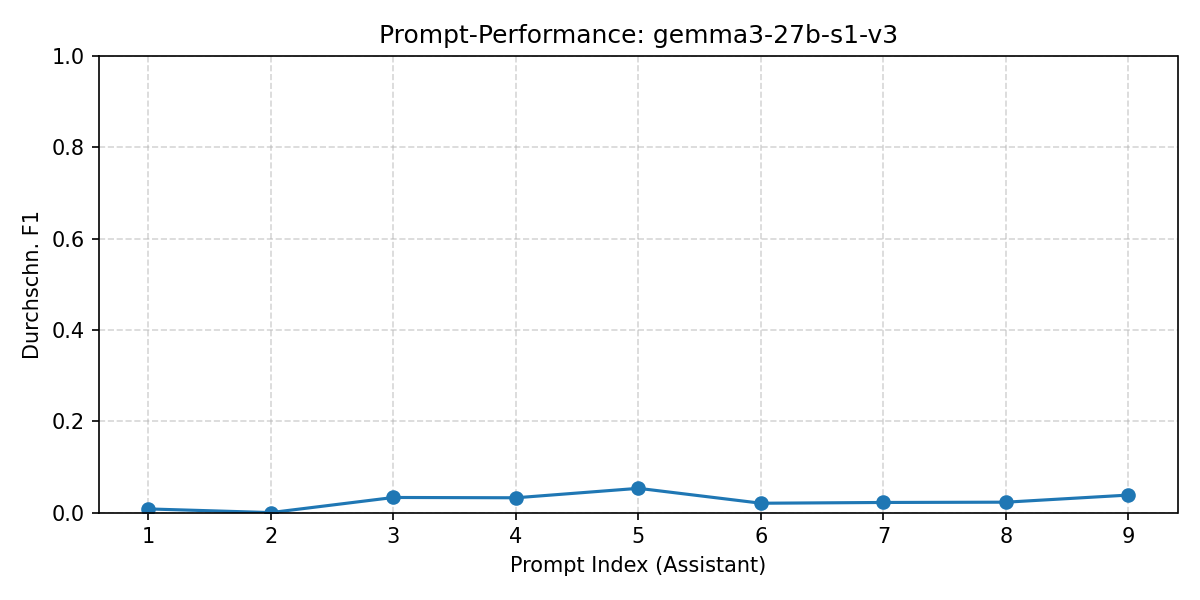 Prompt-Performance: gemma3-27b-s1-v3
1.0
0.8
0.6
0.4
0.2
0.0
Durchschn. F1
1 2 3 4 5 6 7 8 9
Prompt Index (Assistant)